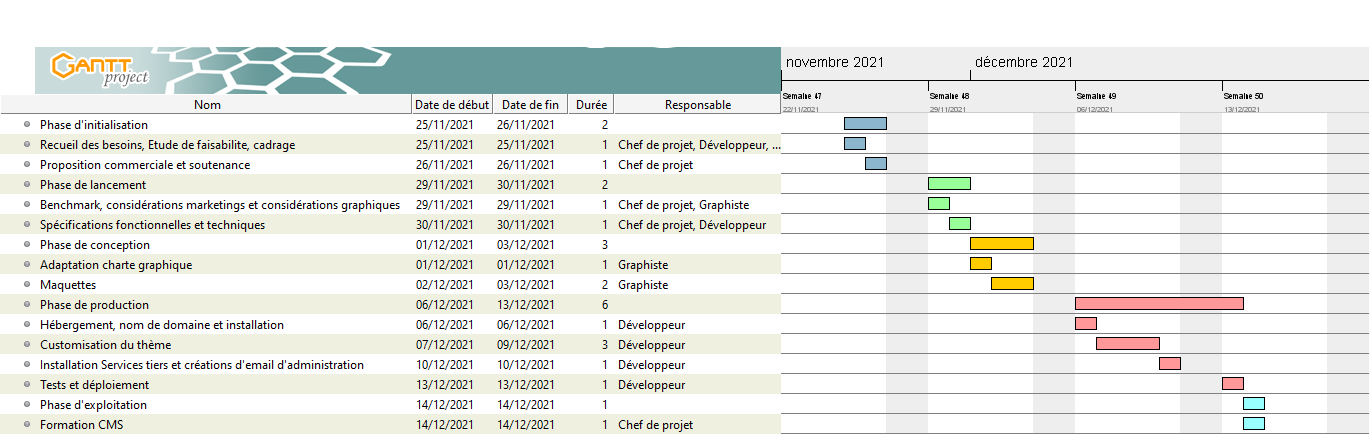 GANTT project
novembre 2021 décembre 2021
Semaine 47 Semaine 48 Semaine 49 Semaine 50
22/11/2021 29/11/2021 06/12/2021 13/12/2021
Nom Date de début Date de fin Durée Responsable
Phase d'initialisation 25/11/2021 26/11/2021 2
Recueil des besoins, Etude de faisabilite, cadrage 25/11/2021 25/11/2021 1 Chef de projet, Développeur, ...
Proposition commerciale et soutenance 26/11/2021 26/11/2021 1 Chef de projet
Phase de lancement 29/11/2021 30/11/2021 2
Benchmark, considérations marketings et considérations graphiques 29/11/2021 29/11/2021 1 Chef de projet, Graphiste
Spécifications fonctionnelles et techniques 30/11/2021 30/11/2021 1 Chef de projet, Développeur
Phase de conception 01/12/2021 03/12/2021 3
Adaptation charte graphique 01/12/2021 01/12/2021 1 Graphiste
Maquettes 02/12/2021 03/12/2021 2 Graphiste
Phase de production 06/12/2021 13/12/2021 6
Hébergement, nom de domaine et installation 06/12/2021 06/12/2021 1 Développeur
Customisation du thème 07/12/2021 09/12/2021 3 Développeur
Installation Services tiers et créations d'email d'administration 10/12/2021 10/12/2021 1 Développeur
Tests et déploiement 13/12/2021 13/12/2021 1 Développeur
Phase d'exploitation 14/12/2021 14/12/2021 1
Formation CMS 14/12/2021 14/12/2021 1 Chef de projet